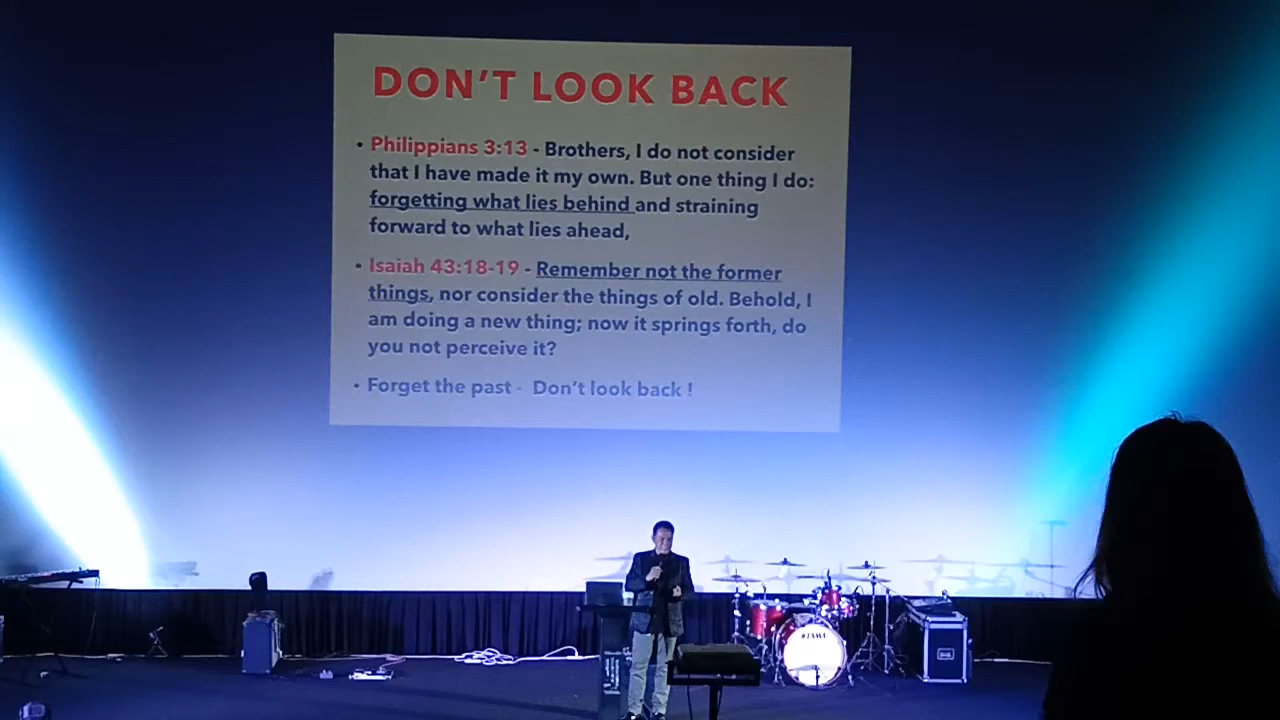 DON'T LOOK BACK
• Philippians 3:13 - Brothers, I do not consider
that I have made it my own. But one thing I do:
forgetting what lies behind and straining
forward to what lies ahead,
• Isaiah 43:18-19 - Remember not the former
things, nor consider the things of old. Behold, I
am doing a new thing; now it springs forth, do
you not perceive it?
• Forget the past - Don't look back !
TAMA